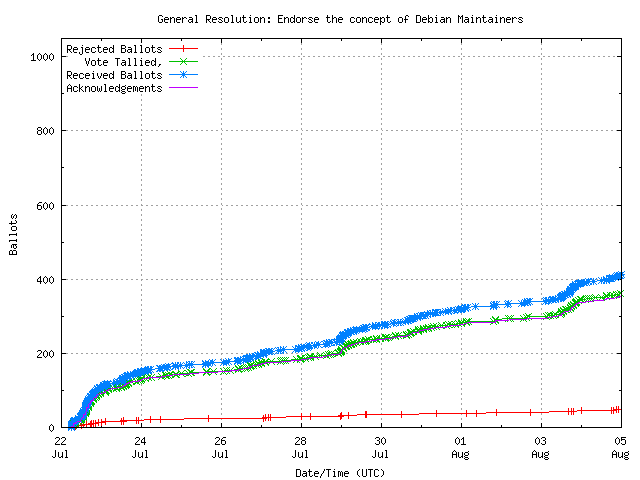 General Resolution: Endorse the concept of Debian Maintainers
Rejected Ballots
Vote Tallied,
Received Ballots
Acknowledgements
1000
800
600
400
200
0
Ballots
22 Jul
24 Jul
26 Jul
28 Jul
30 Jul
01 Aug
03 Aug
05 Aug
Date/Time (UTC)